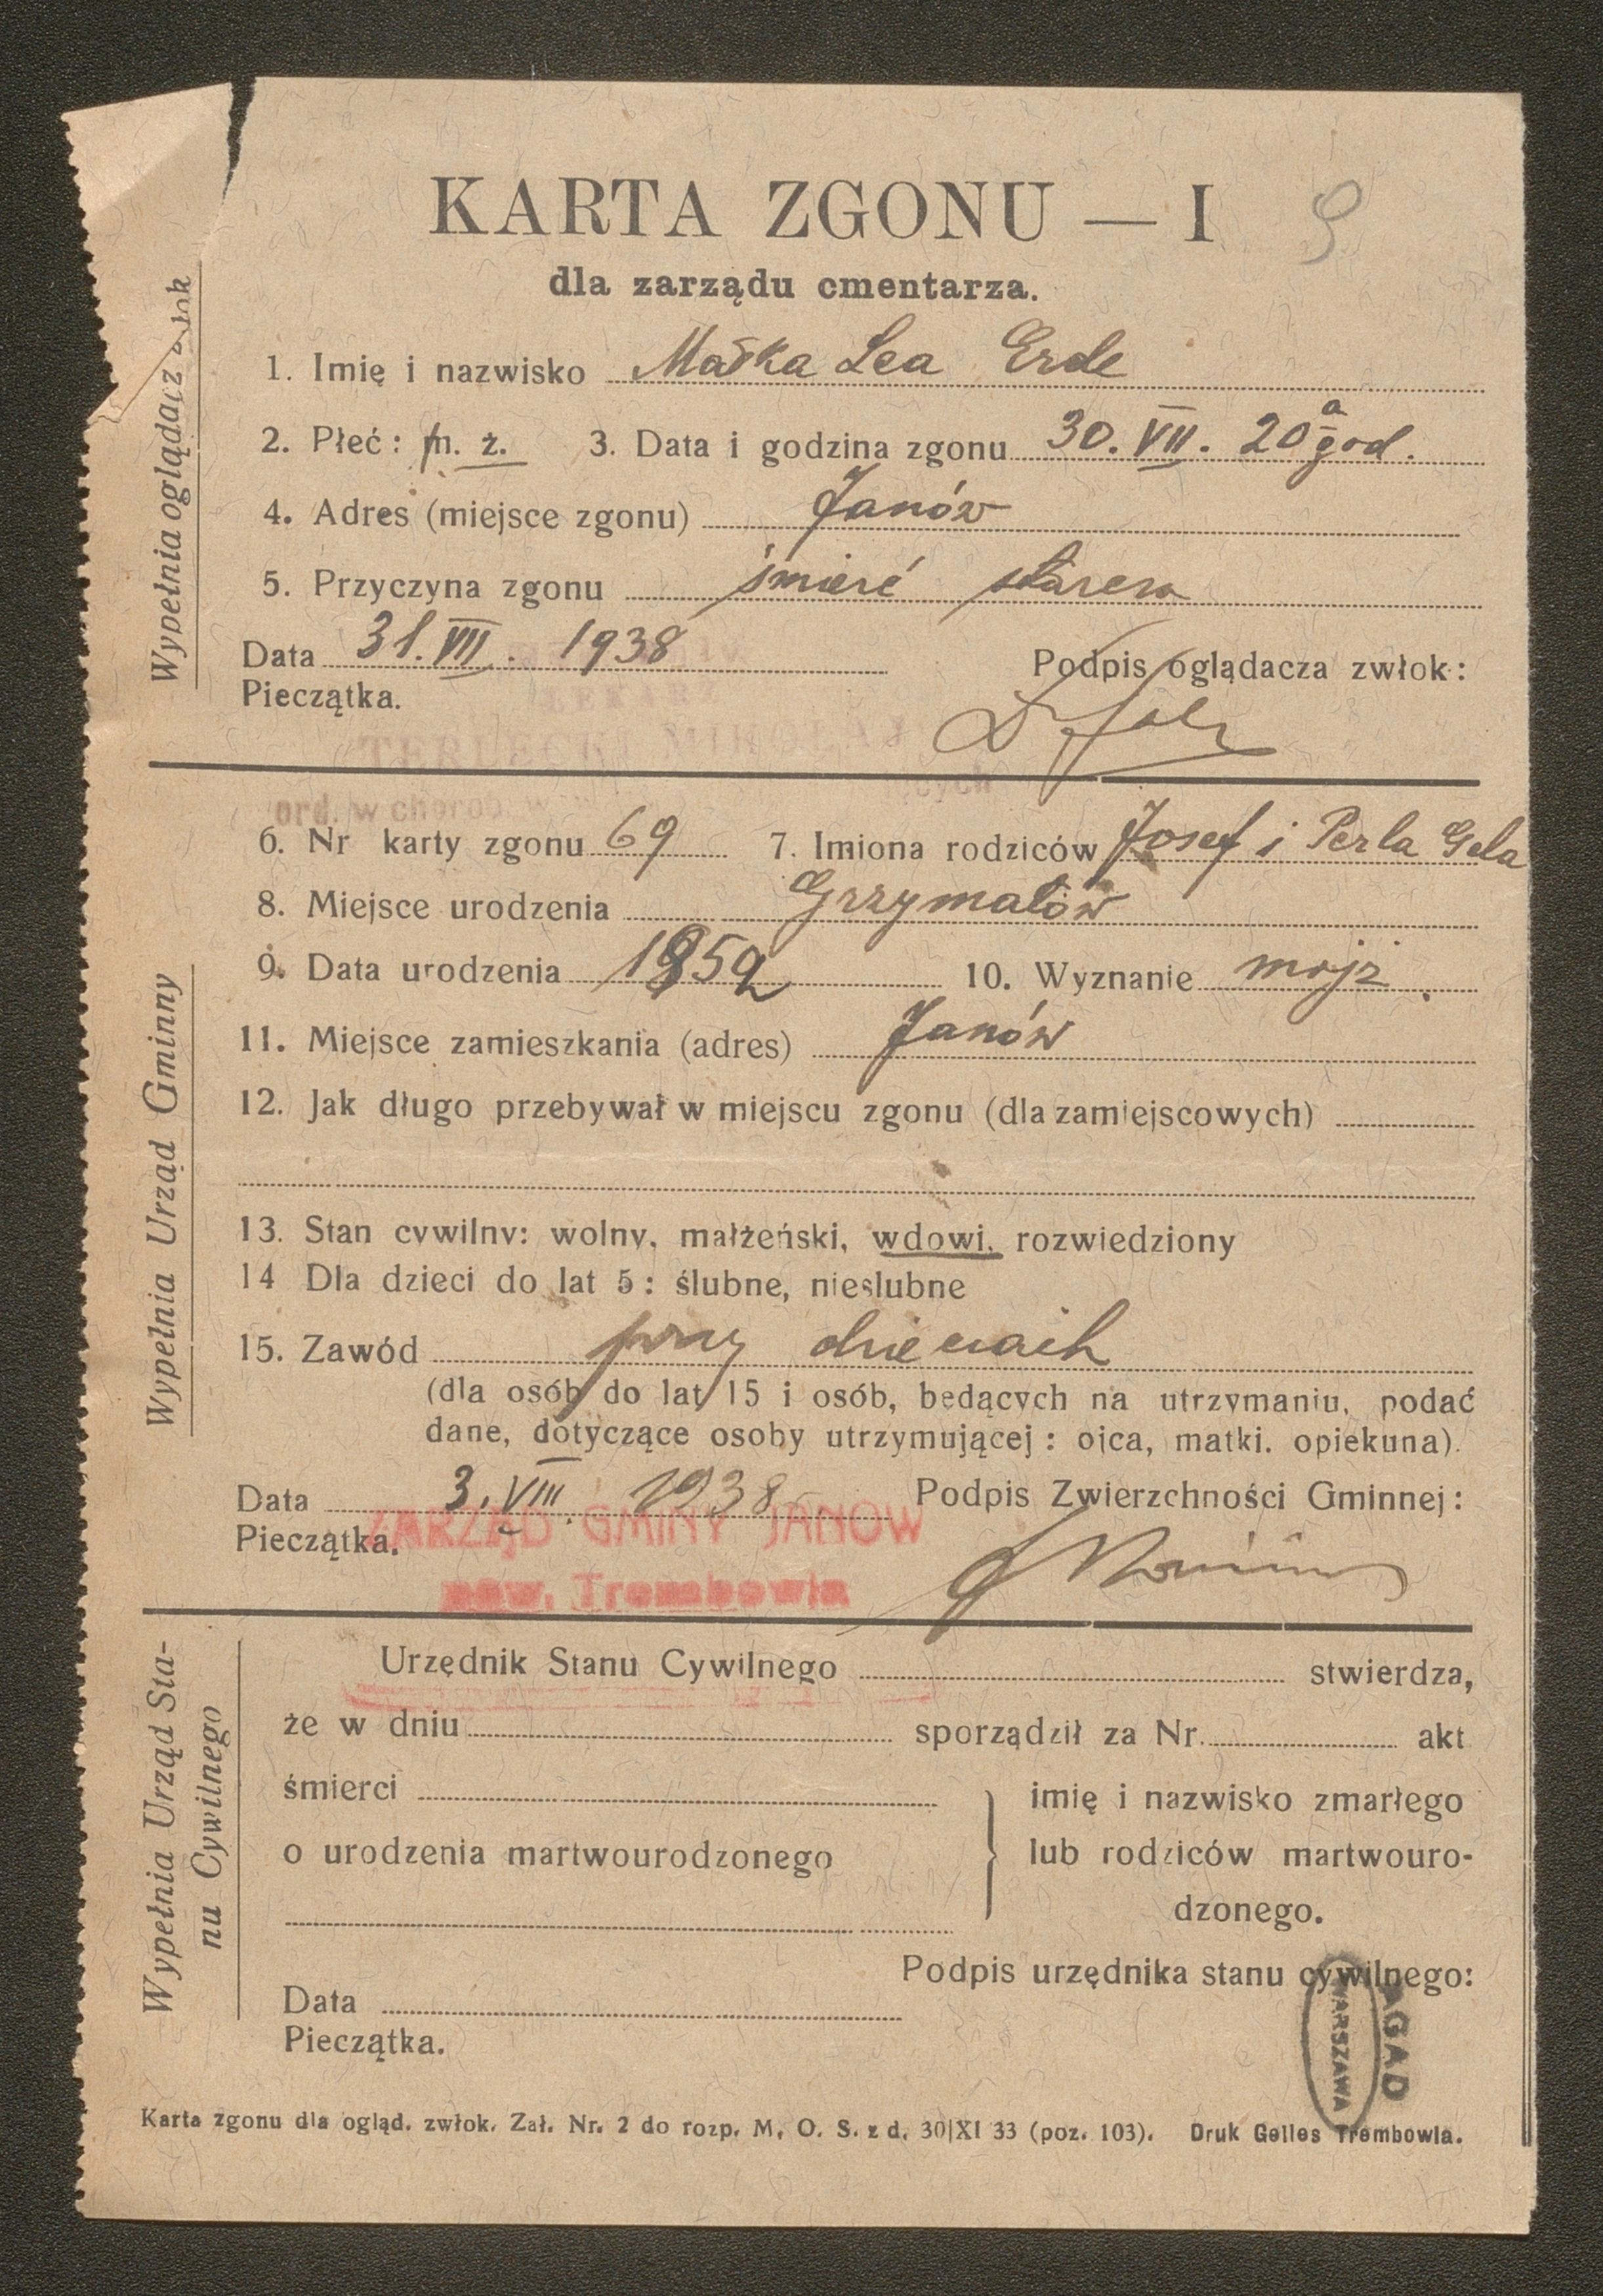 KARTA ZGONU — I 9
dla zarządu cmentarza.
1. Imię i nazwisko Malka Lea Erde
2. Płeć: m. ż. 3. Data i godzina zgonu 30. VII. 20 a god.
4. Adres (miejsce zgonu) Janów
5. Przyczyna zgonu śmierć starcza
Data 31. VII. 1938 Podpis oglądacza zwłok:
Pieczątka.
LEKARZ
TERLECKI MIKOŁAJ
ord. w chorob.
Wypełnia oglądacz zwłok
6. Nr karty zgonu 69 7. Imiona rodziców Josef i Perla Gela
8. Miejsce urodzenia Grzymałów
9. Data urodzenia 1852 10. Wyznanie mojż.
11. Miejsce zamieszkania (adres) Janów
12. Jak długo przebywał w miejscu zgonu (dla zamiejscowych)
13. Stan cywilny: wolny, małżeński, wdowi, rozwiedziony
14 Dla dzieci do lat 5: ślubne, nieslubne
15. Zawód przy dzieciach
(dla osób do lat 15 i osób, bedących na utrzymaniu, podać
dane, dotyczące osoby utrzymującej: ojca, matki, opiekuna).
Data 3. VIII. 1938 Podpis Zwierzchności Gminnej:
Pieczątka.
ZARZĄD GMINY JANÓW
pow. Trembowla
Wypełnia Urząd Gminny
Urzędnik Stanu Cywilnego stwierdza,
że w dniu sporządził za Nr. akt
śmierci } imię i nazwisko zmarłego
o urodzenia martwourodzonego lub rodziców martwouro-
dzonego.
Podpis urzędnika stanu cywilnego:
Data
Pieczątka.
Wypełnia Urząd Sta-
nu Cywilnego
AGAD
WARSZAWA
Karta zgonu dla ogląd. zwłok. Zał. Nr. 2 do rozp. M. O. S. z d. 30|XI 33 (poz. 103). Druk Gelles Trembowla.